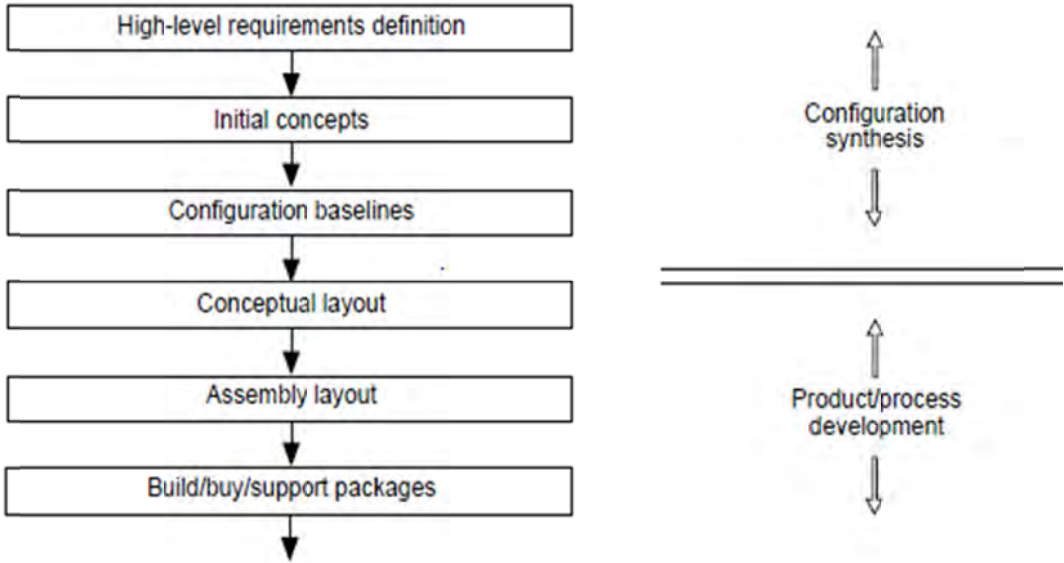 High-level requirements definition
Initial concepts
Configuration baselines
Conceptual layout
Assembly layout
Build/buy/support packages
Configuration
synthesis
Product/process
development